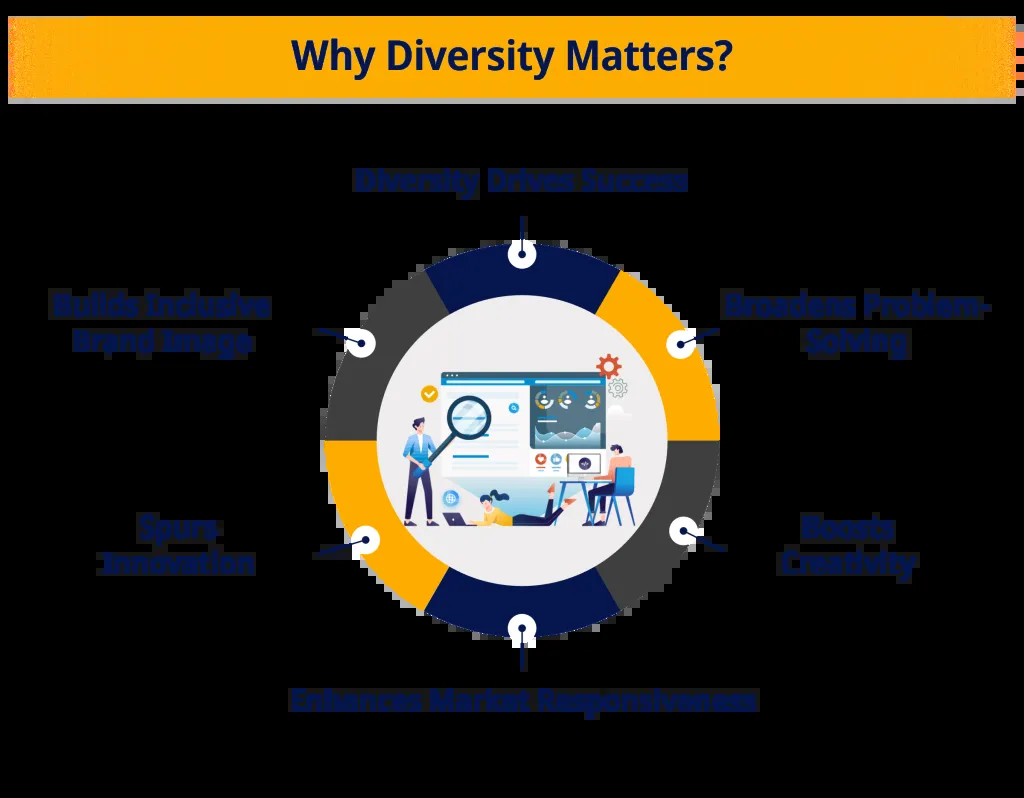 Why Diversity Matters?
Diversity Drives Success
Builds Inclusive
Brand Image
Broadens Problem-
Solving
Spurs
Innovation
Boosts
Creativity
Enhances Market Responsiveness